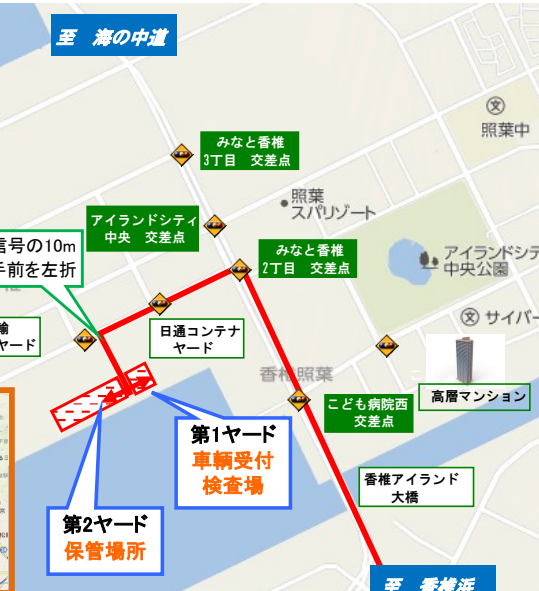 至　海の中道
みなと香椎
3丁目　交差点
照葉中
照葉
スパリゾート
アイランドシティ
中央　交差点
信号の10m
手前を左折
みなと香椎
2丁目　交差点
アイランドシテ
中央公園
サイバー
輸
ヤード
日通コンテナ
ヤード
香椎照葉
高層マンション
こども病院西
交差点
第1ヤード
車輌受付
検査場
香椎アイランド
大橋
第2ヤード
保管場所
至　香椎浜